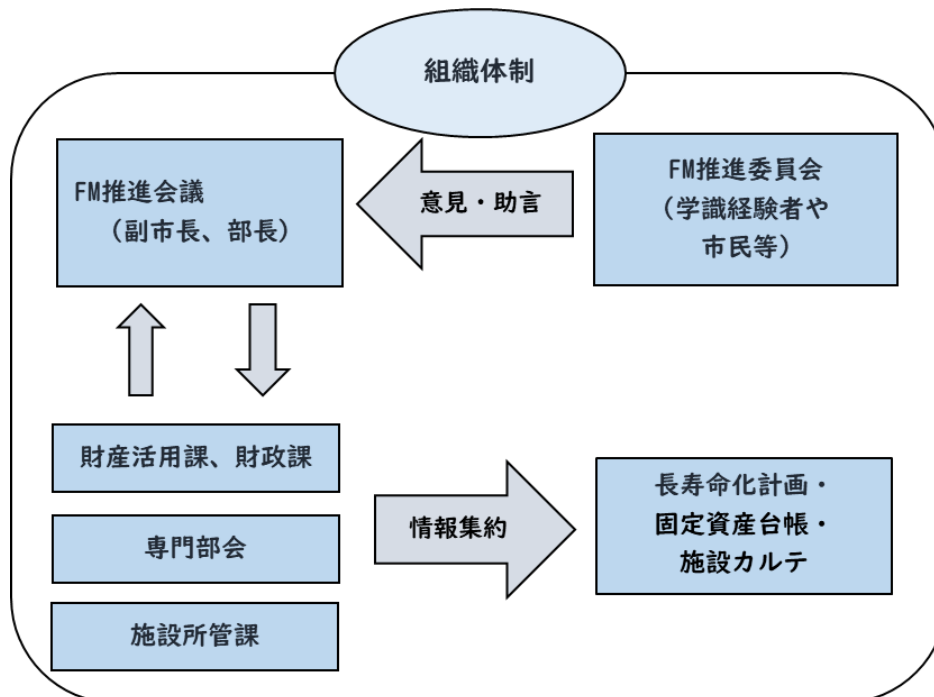 組織体制
FM推進会議
(副市長、部長)
意見・助言
FM推進委員会
(学識経験者や
市民等)
財産活用課、財政課
専門部会
施設所管課
情報集約
長寿命化計画・
固定資産台帳・
施設カルテ